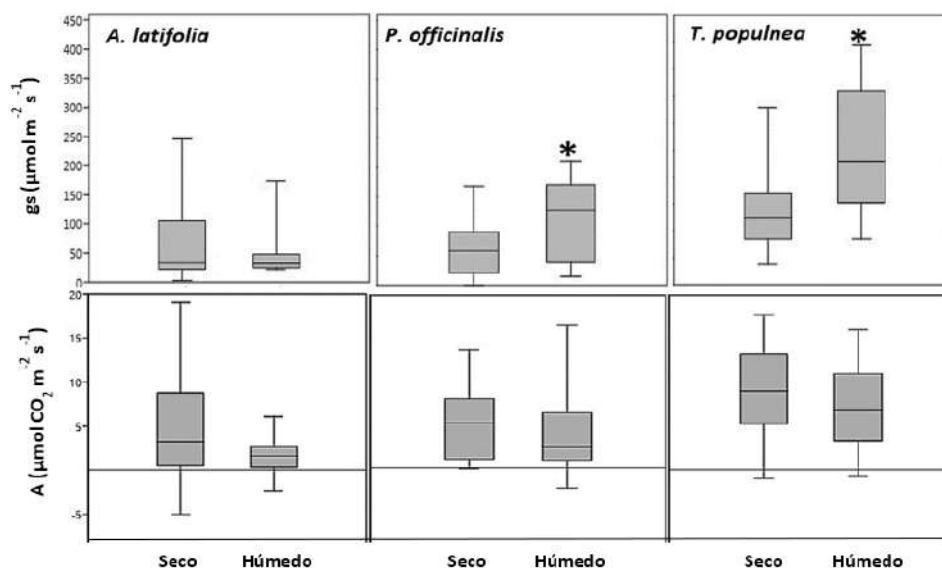 A. latifolia
P. officinalis
T. populnea
*
*
gs (μmol m⁻² s⁻¹)
450
400
350
300
250
200
150
100
50
0
A (μmol CO₂ m⁻² s⁻¹)
20
15
10
5
-5
Seco Húmedo Seco Húmedo Seco Húmedo